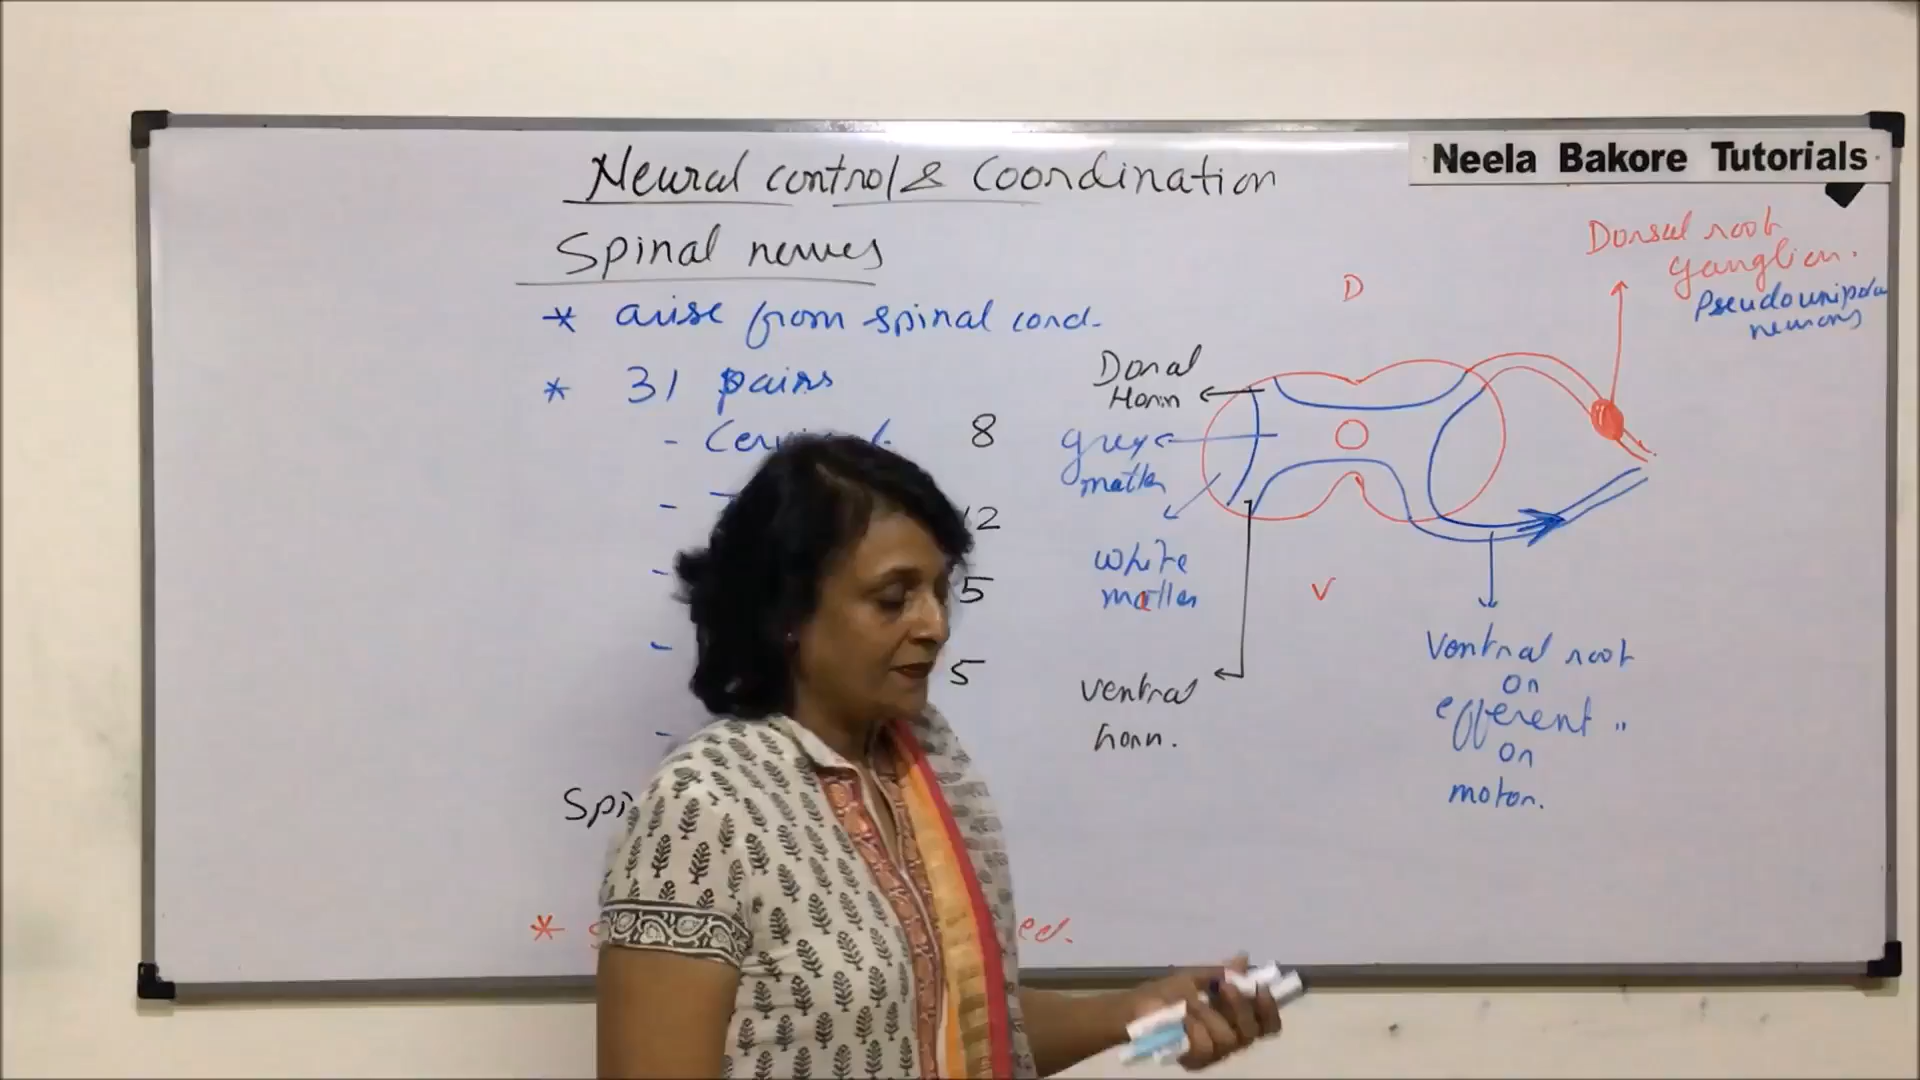 Neela Bakore Tutorials
Neural control & Coordination
Spinal nerves
* arise from spinal cord.
* 31 pairs
- Cervical 8
- 12
- 5
- 5
-
Spi
*
ed.
D
Dorsal
Horn
grey
matter
white
matter
ventral
horn.
V
Dorsal root
ganglion.
Pseudounipolar
neurons
Ventral root
or
efferent "
or
motor.